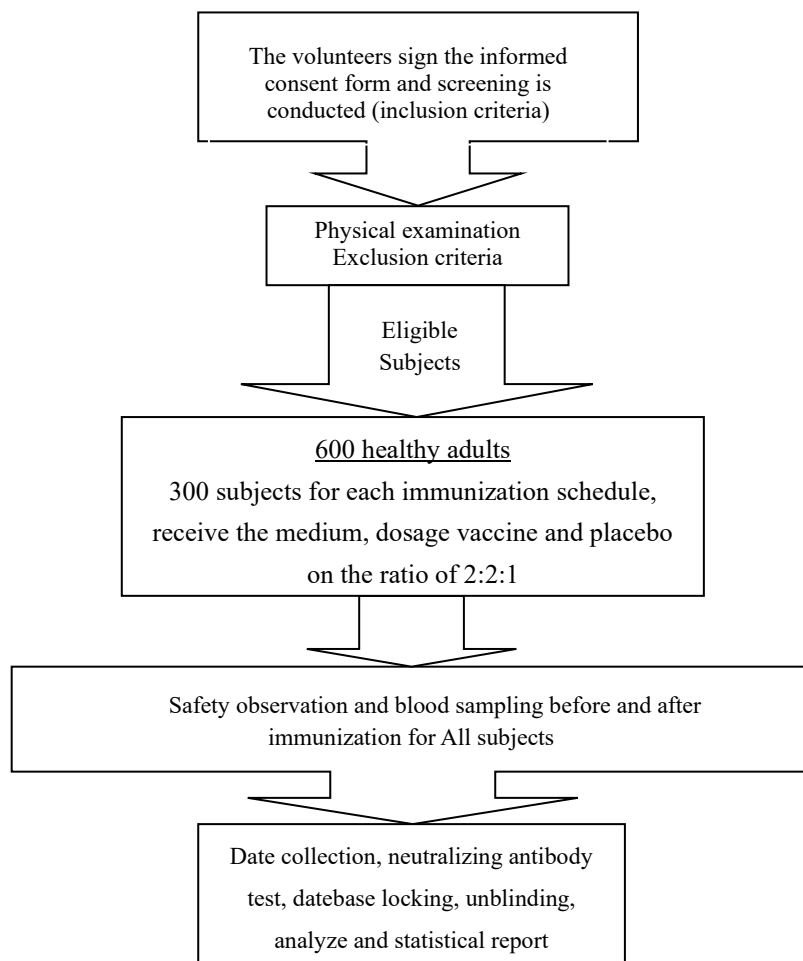 The volunteers sign the informed
consent form and screening is
conducted (inclusion criteria)
Physical examination
Exclusion criteria
Eligible
Subjects
600 healthy adults
300 subjects for each immunization schedule,
receive the medium, dosage vaccine and placebo
on the ratio of 2:2:1
Safety observation and blood sampling before and after
immunization for All subjects
Date collection, neutralizing antibody
test, datebase locking, unblinding,
analyze and statistical report